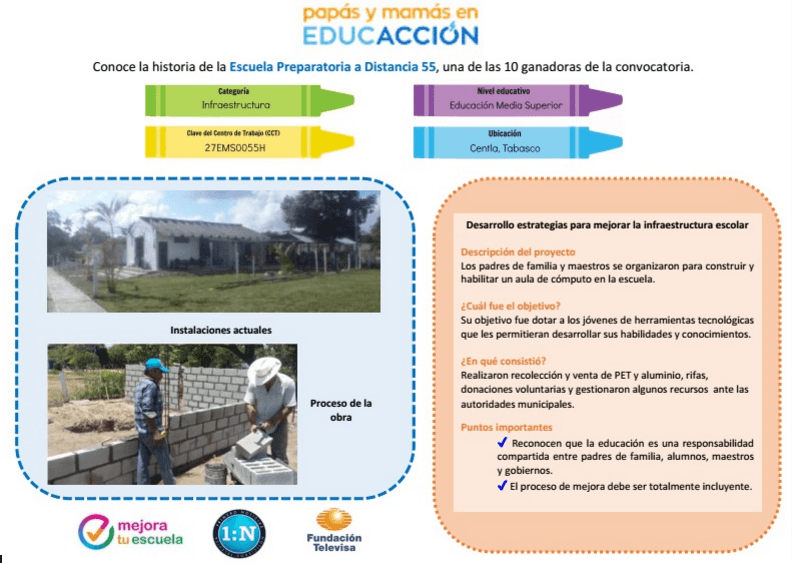 papás y mamás en
EDUCACCIÓN
Conoce la historia de la Escuela Preparatoria a Distancia 55, una de las 10 ganadoras de la convocatoria.
Categoría
Infraestructura
Nivel educativo
Educación Media Superior
Clave del Centro de Trabajo (CCT)
27EMS0055H
Ubicación
Centla, Tabasco
Instalaciones actuales
Proceso de la
obra
Desarrollo estrategias para mejorar la infraestructura escolar
Descripción del proyecto
Los padres de familia y maestros se organizaron para construir y
habilitar un aula de cómputo en la escuela.
¿Cuál fue el objetivo?
Su objetivo fue dotar a los jóvenes de herramientas tecnológicas
que les permitieran desarrollar sus habilidades y conocimientos.
¿En qué consistió?
Realizaron recolección y venta de PET y aluminio, rifas,
donaciones voluntarias y gestionaron algunos recursos ante las
autoridades municipales.
Puntos importantes
✓ Reconocen que la educación es una responsabilidad
compartida entre padres de familia, alumnos, maestros
y gobiernos.
✓ El proceso de mejora debe ser totalmente incluyente.
mejora
tu escuela
1:N
Fundación
Televisa